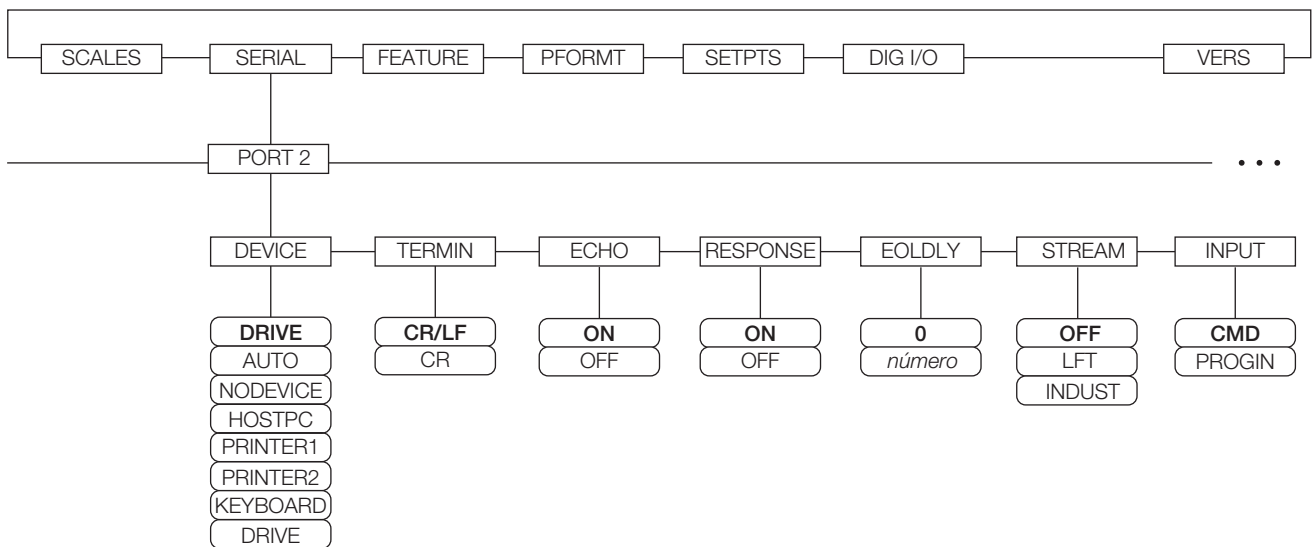 SCALES SERIAL FEATURE PFORMT SETPTS DIG I/O VERS
PORT 2 • • •
DEVICE TERMIN ECHO RESPONSE EOLDLY STREAM INPUT
DRIVE CR/LF ON ON 0 OFF CMD
AUTO CR OFF OFF número LFT PROGIN
NODEVICE INDUST
HOSTPC
PRINTER1
PRINTER2
KEYBOARD
DRIVE